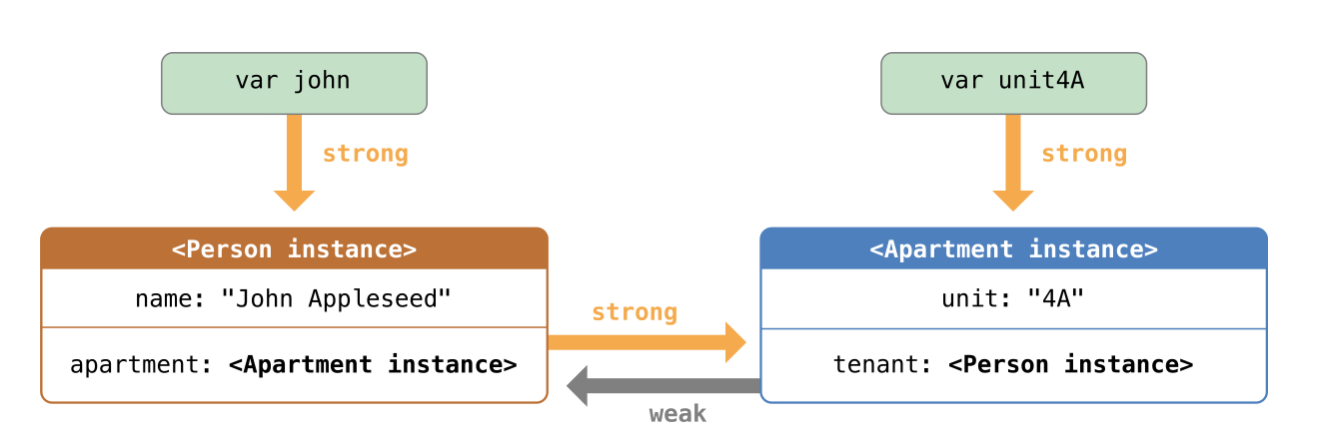 var john
var unit4A
strong
strong
<Person instance>
<Apartment instance>
name: "John Appleseed"
unit: "4A"
strong
apartment: <Apartment instance>
tenant: <Person instance>
weak